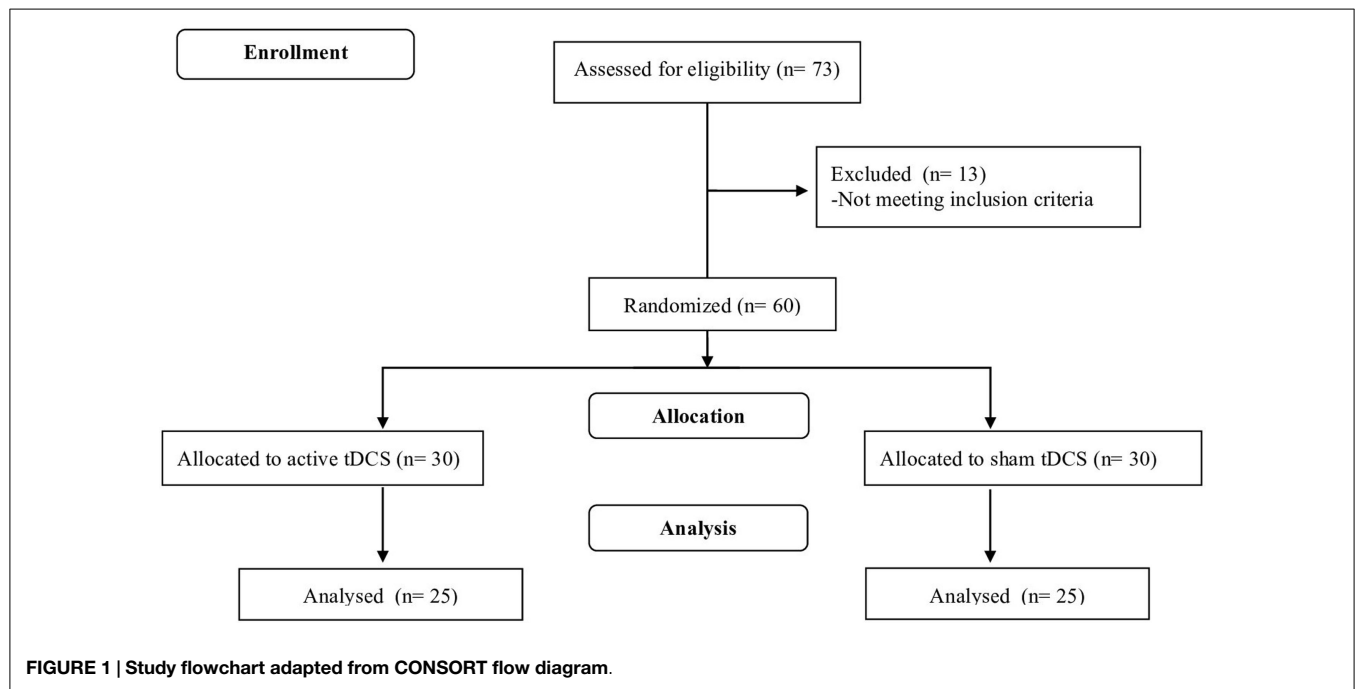 Enrollment
Assessed for eligibility (n= 73)
Excluded (n= 13)
-Not meeting inclusion criteria
Randomized (n= 60)
Allocation
Allocated to active tDCS (n= 30)
Allocated to sham tDCS (n= 30)
Analysis
Analysed (n= 25)
Analysed (n= 25)
FIGURE 1 | Study flowchart adapted from CONSORT flow diagram.